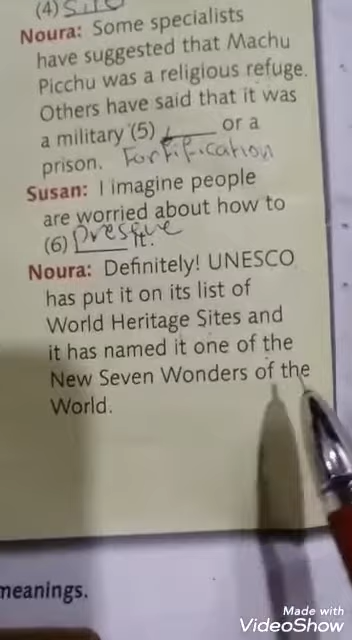 (4) Site
Noura: Some specialists
have suggested that Machu
Picchu was a religious refuge.
Others have said that it was
a military (5) ____ or a
prison. Fortification
Susan: I imagine people
are worried about how to
(6) Preserve it.
Noura: Definitely! UNESCO
has put it on its list of
World Heritage Sites and
it has named it one of the
New Seven Wonders of the
World.
meanings.
Made with
VideoShow